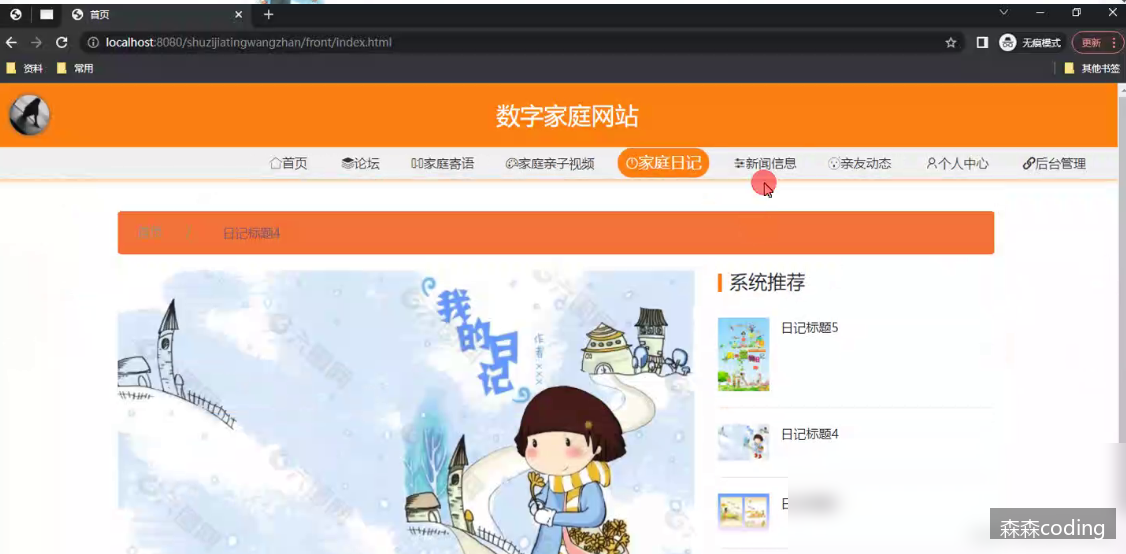 首页
localhost:8080/shuzijiatingwangzhan/front/index.html
无痕模式
更新
资料
常用
其他书签
数字家庭网站
首页
论坛
家庭寄语
家庭亲子视频
家庭日记
新闻信息
亲友动态
个人中心
后台管理
日记标题4
我的日记
作者 xxx
系统推荐
日记标题5
日记标题4
森森coding